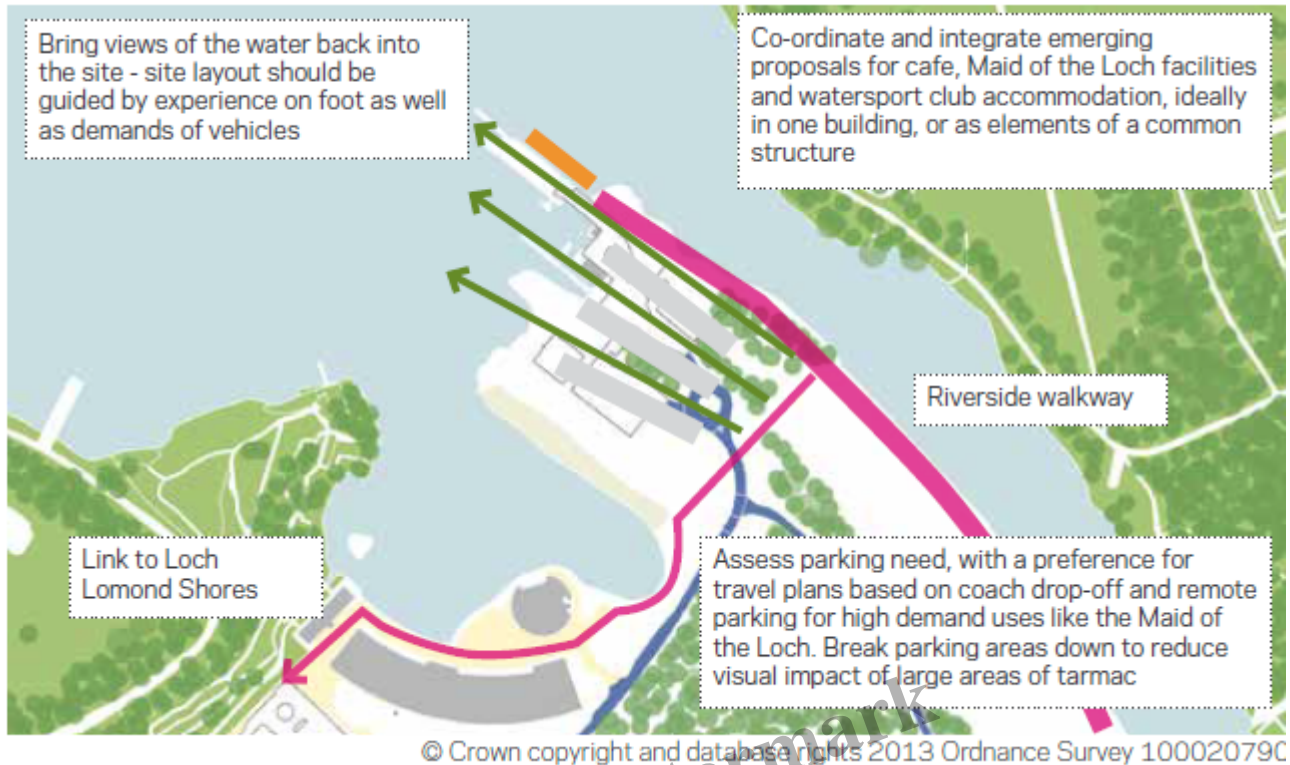 Bring views of the water back into
the site - site layout should be
guided by experience on foot as well
as demands of vehicles
Co-ordinate and integrate emerging
proposals for cafe, Maid of the Loch facilities
and watersport club accommodation, ideally
in one building, or as elements of a common
structure
Riverside walkway
Link to Loch
Lomond Shores
Assess parking need, with a preference for
travel plans based on coach drop-off and remote
parking for high demand uses like the Maid of
the Loch. Break parking areas down to reduce
visual impact of large areas of tarmac
© Crown copyright and database rights 2013 Ordnance Survey 100020790